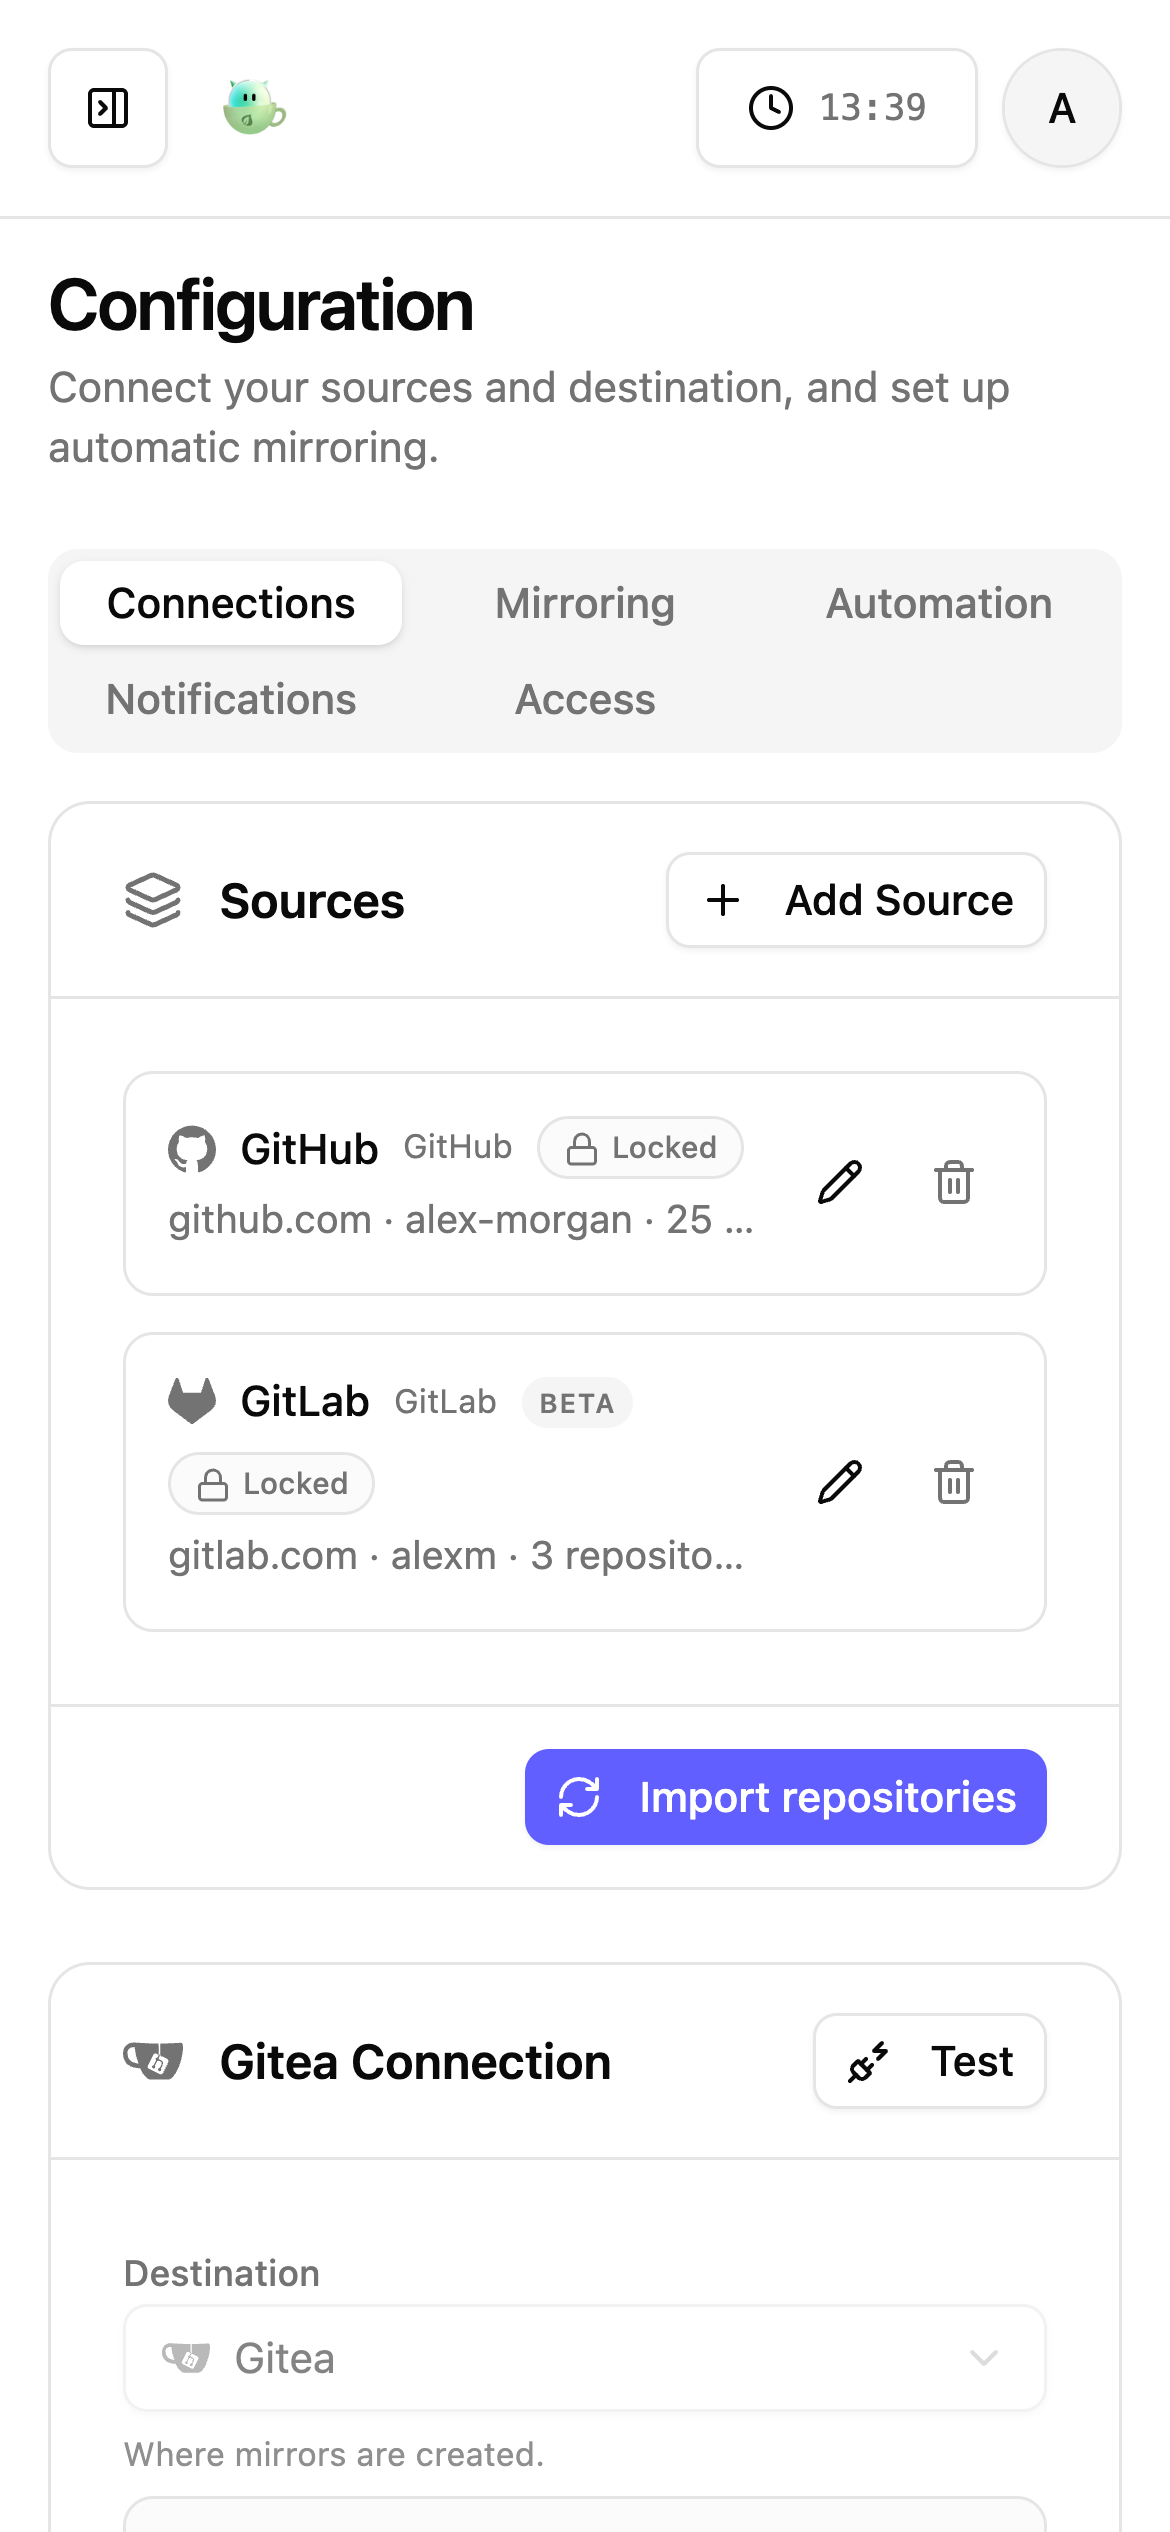 13:39
A
Configuration
Connect your sources and destination, and set up
automatic mirroring.
Connections Mirroring Automation
Notifications Access
Sources
Add Source
GitHub GitHub Locked
github.com · alex-morgan · 25 ...
GitLab GitLab BETA
Locked
gitlab.com · alexm · 3 reposito...
Import repositories
Gitea Connection
Test
Destination
Gitea
Where mirrors are created.